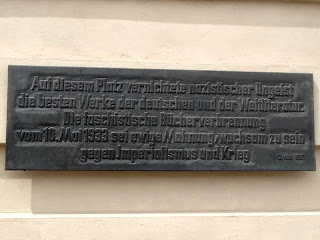 Auf diesem Platz vernichtete nazistischer Ungeist
die besten Werke der deutschen und der Weltliteratur.
Die faschistische Bücherverbrennung
vom 10. Mai 1933 sei ewige Mahnung wachsam zu sein
gegen Imperialismus und Krieg